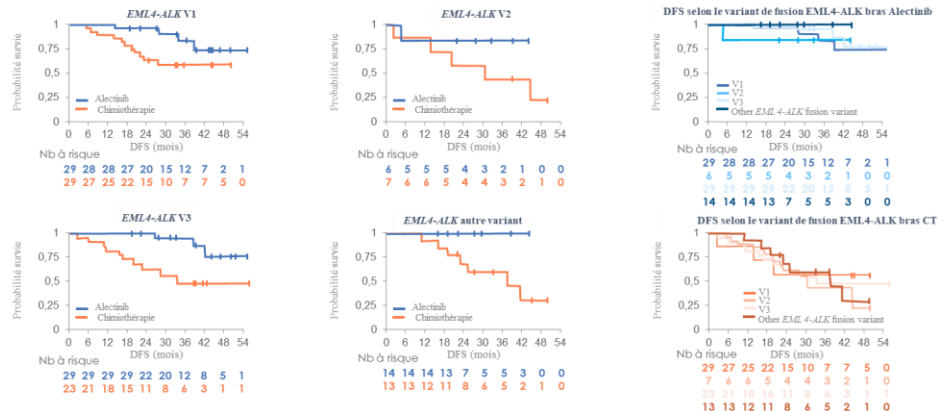 EML4-ALK V1
Probabilité survie
1
0,75
0,5
0,25
0
Alectinib
Chimiothérapie
0 6 12 18 24 30 36 42 48 54
DFS (mois)
Nb à risque
29 28 28 27 20 15 12 7 2 1
29 27 25 22 15 10 7 7 5 0
EML4-ALK V2
Probabilité survie
1
0,75
0,5
0,25
0
Alectinib
Chimiothérapie
0 6 12 18 24 30 36 42 48 54
DFS (mois)
6 5 5 5 4 3 2 1 0 0
7 6 6 5 4 4 3 2 1 0
DFS selon le variant de fusion EML4-ALK bras Alectinib
Probabilité survie
1
0,75
0,5
0,25
0
V1
V2
V3
Other EML4-ALK fusion variant
0 6 12 18 24 30 36 42 48 54
DFS (mois)
Nb à risque
29 28 28 27 20 15 12 7 2 1
6 5 5 5 4 3 2 1 0 0
29 29 29 29 22 20 12 8 5 1
14 14 14 13 7 5 5 3 0 0
EML4-ALK V3
Probabilité survie
1
0,75
0,5
0,25
0
Alectinib
Chimiothérapie
0 6 12 18 24 30 36 42 48 54
DFS (mois)
Nb à risque
29 29 29 29 22 20 12 8 5 1
23 21 18 15 11 8 6 3 1 1
EML4-ALK autre variant
Probabilité survie
1
0,75
0,5
0,25
0
Alectinib
Chimiothérapie
0 6 12 18 24 30 36 42 48 54
DFS (mois)
14 14 14 13 7 5 5 3 0 0
13 13 12 11 8 6 5 2 1 0
DFS selon le variant de fusion EML4-ALK bras CT
Probabilité survie
1
0,75
0,5
0,25
0
V1
V2
V3
Other EML4-ALK fusion variant
0 6 12 18 24 30 36 42 48 54
DFS (mois)
Nb à risque
29 27 25 22 15 10 7 7 5 0
7 6 6 5 4 4 3 2 1 0
23 21 18 16 11 8 6 3 1 1
13 13 12 11 8 6 5 2 1 0